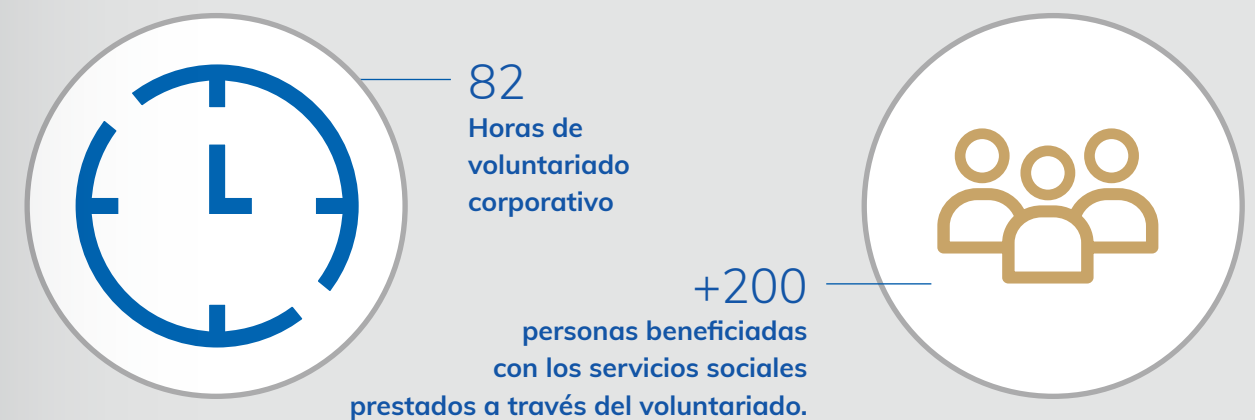 82
Horas de
voluntariado
corporativo
+200
personas beneficiadas
con los servicios sociales
prestados a través del voluntariado.